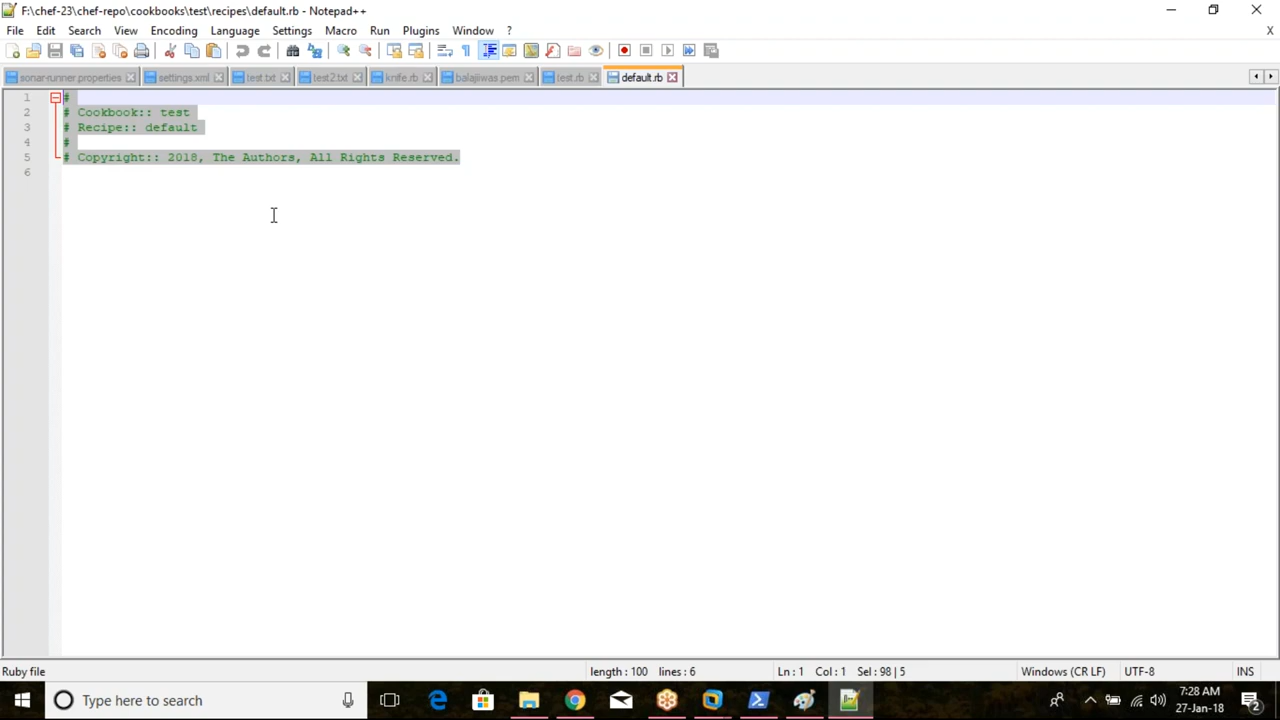 F:\chef-23\chef-repo\cookbooks\test\recipes\default.rb - Notepad++
File Edit Search View Encoding Language Settings Macro Run Plugins Window ? X
sonar-runner.properties settings.xml test.txt test2.txt knife.rb balajiwas.pem test.rb default.rb
1 #
2 # Cookbook:: test
3 # Recipe:: default
4 #
5 # Copyright:: 2018, The Authors, All Rights Reserved.
6
Ruby file length : 100 lines : 6 Ln : 1 Col : 1 Sel : 98 | 5 Windows (CR LF) UTF-8 INS
Type here to search
7:28 AM
27-Jan-18
2